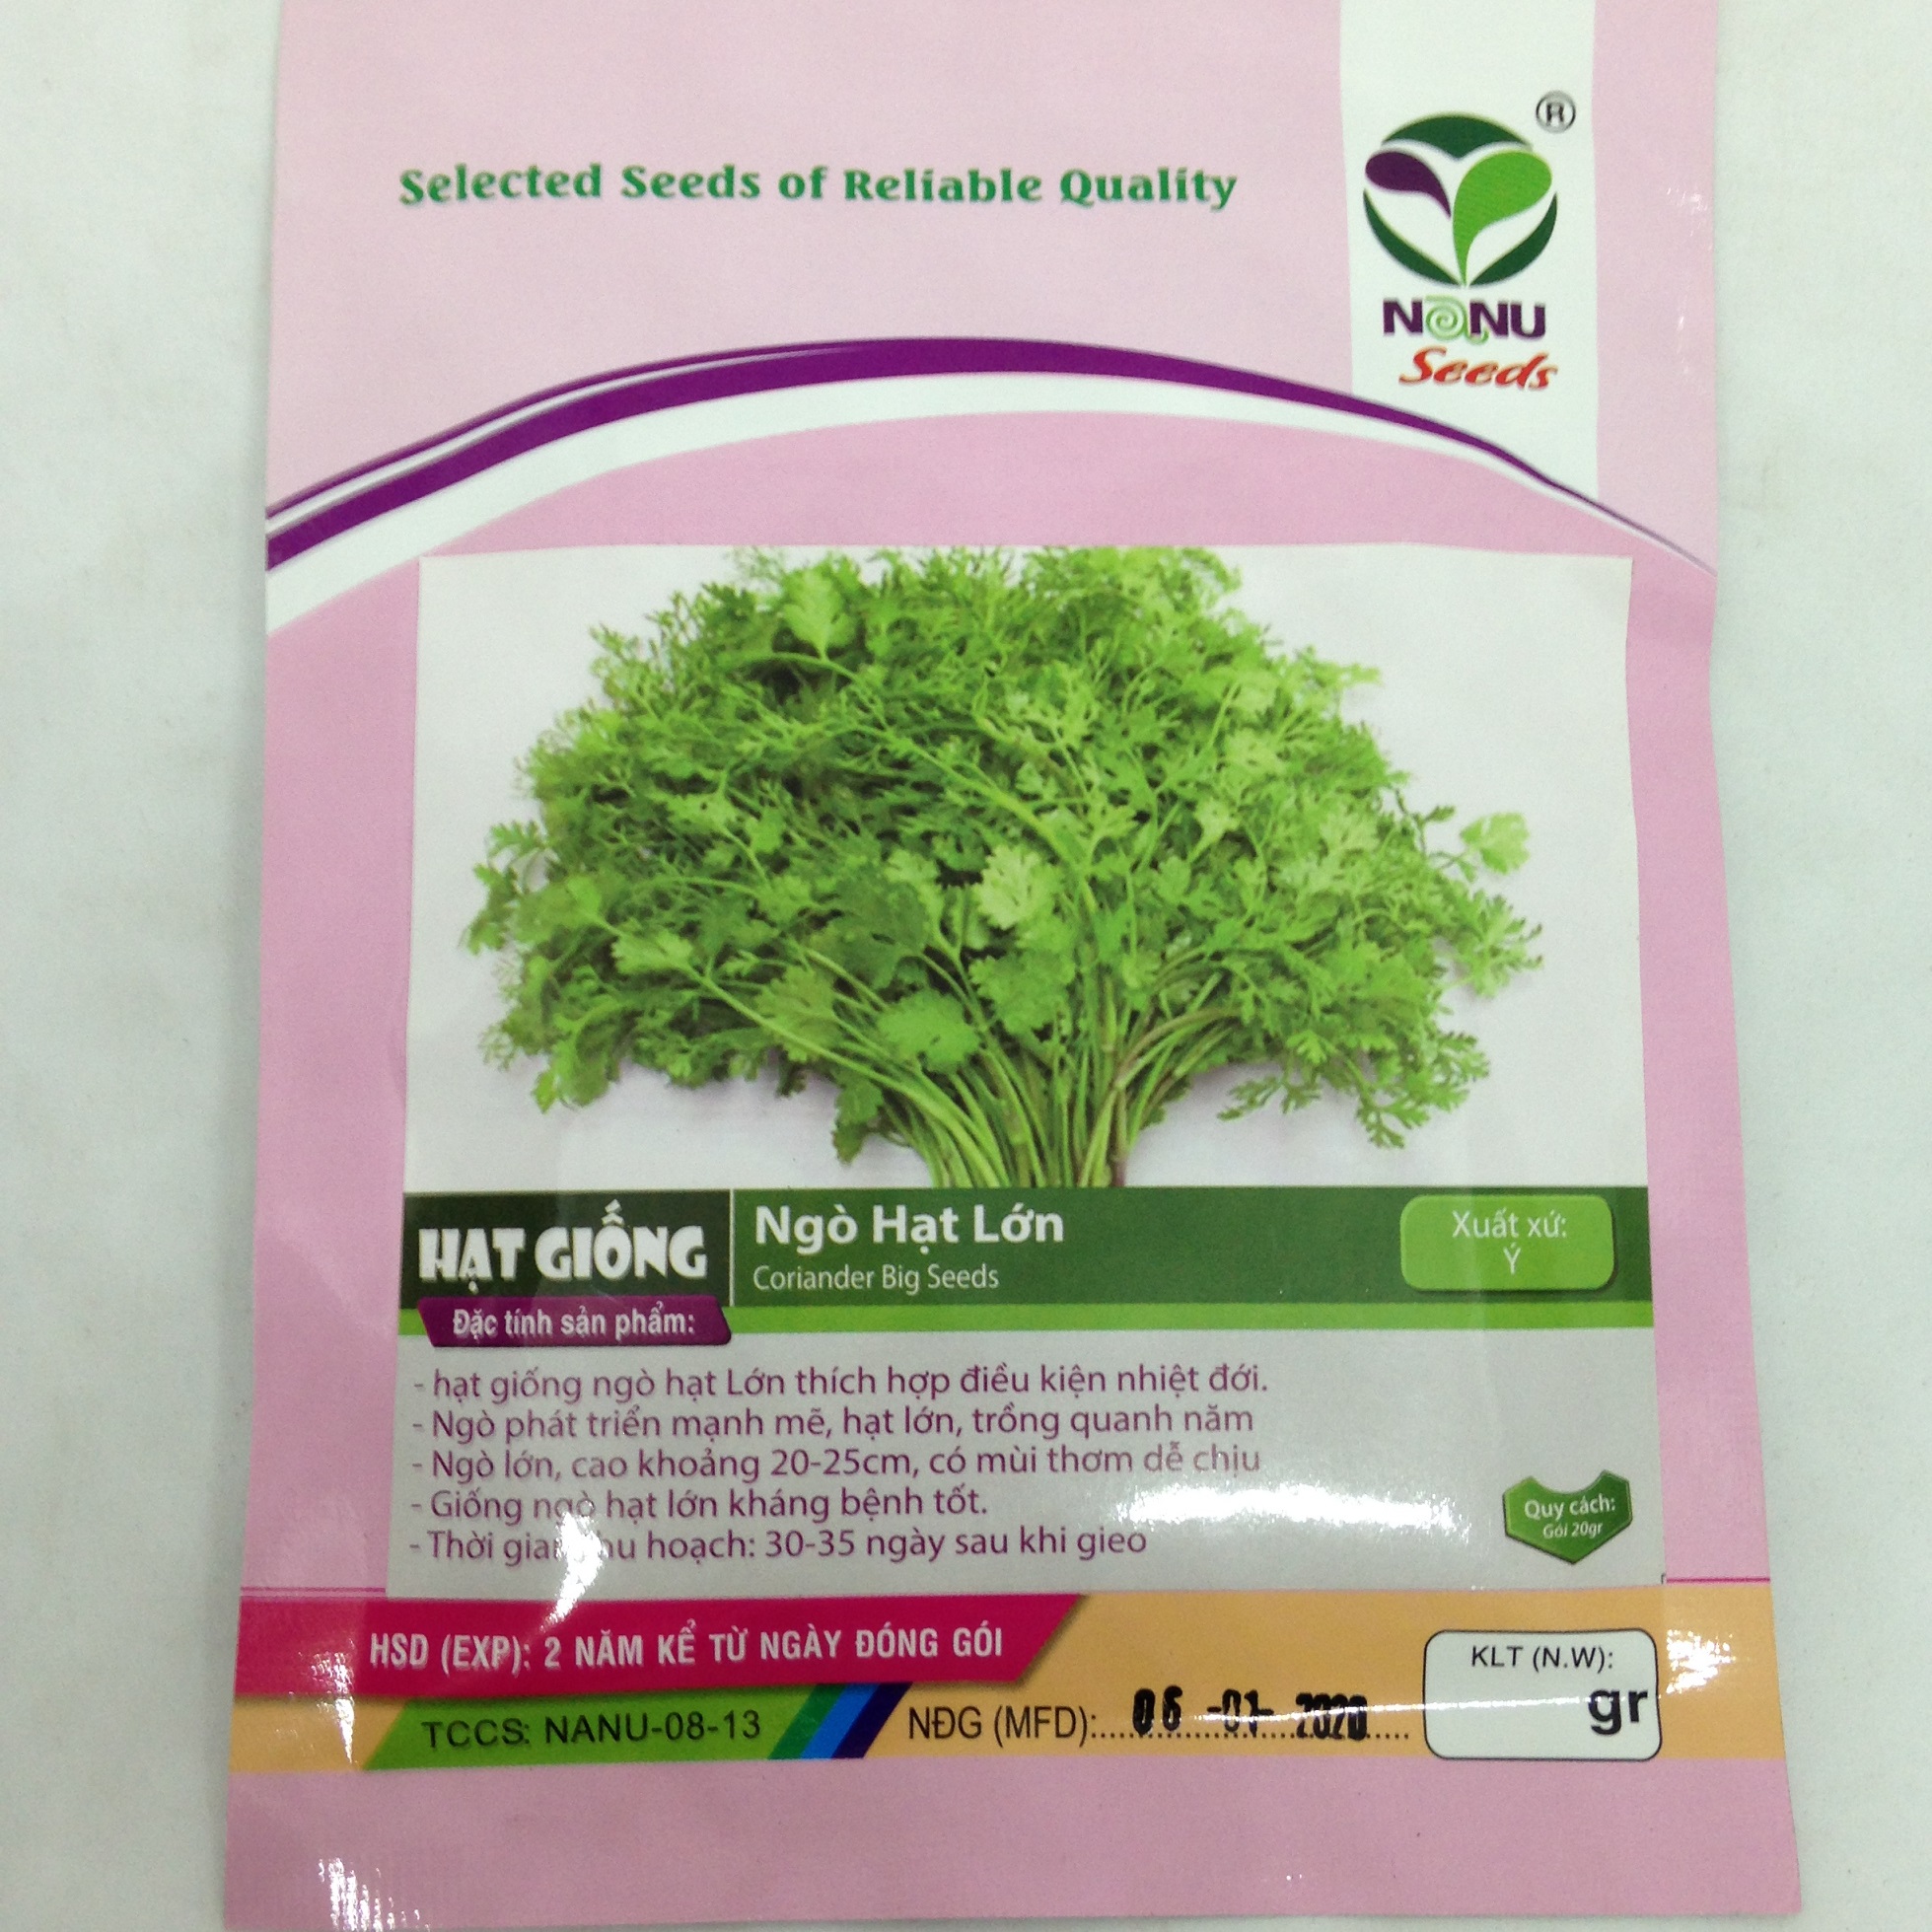 Selected Seeds of Reliable Quality
®
NaNU
Seeds
HẠT GIỐNG
Ngò Hạt Lớn
Coriander Big Seeds
Xuất xứ:
Ý
Đặc tính sản phẩm:
- hạt giống ngò hạt Lớn thích hợp điều kiện nhiệt đới.
- Ngò phát triển mạnh mẽ, hạt lớn, trồng quanh năm
- Ngò lớn, cao khoảng 20-25cm, có mùi thơm dễ chịu
- Giống ngò hạt lớn kháng bệnh tốt.
- Thời gian thu hoạch: 30-35 ngày sau khi gieo
Quy cách:
Gói 20gr
HSD (EXP): 2 NĂM KỂ TỪ NGÀY ĐÓNG GÓI
TCCS: NANU-08-13
NĐG (MFD):....06 -01- 2020....
KLT (N.W):
gr